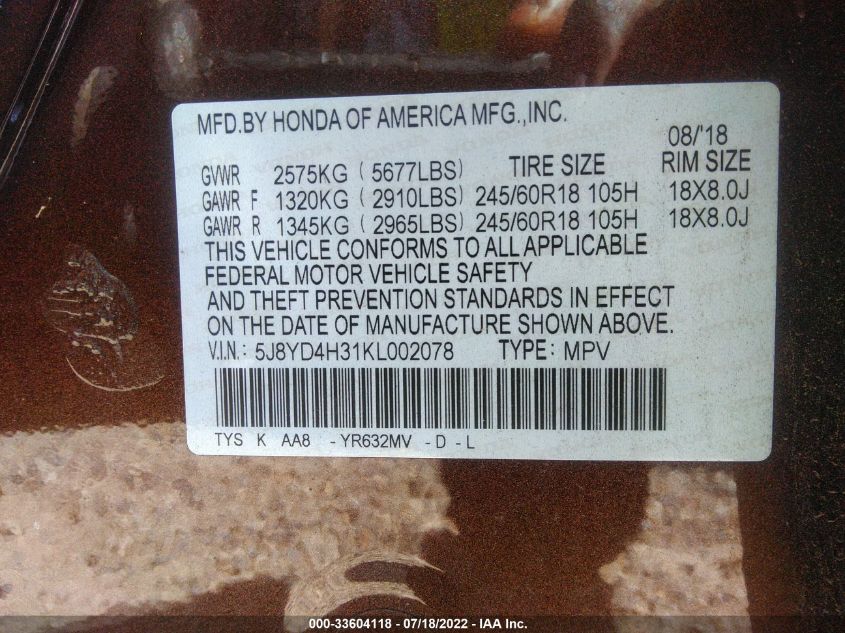 MFD.BY HONDA OF AMERICA MFG.,INC.
08/'18
GVWR 2575KG ( 5677LBS) TIRE SIZE RIM SIZE
GAWR F 1320KG ( 2910LBS) 245/60R18 105H 18X8.0J
GAWR R 1345KG ( 2965LBS) 245/60R18 105H 18X8.0J
THIS VEHICLE CONFORMS TO ALL APPLICABLE
FEDERAL MOTOR VEHICLE SAFETY
AND THEFT PREVENTION STANDARDS IN EFFECT
ON THE DATE OF MANUFACTURE SHOWN ABOVE.
V.I.N.: 5J8YD4H31KL002078 TYPE: MPV
TYS K AA8 -YR632MV -D -L
000-33604118 - 07/18/2022 - IAA Inc.